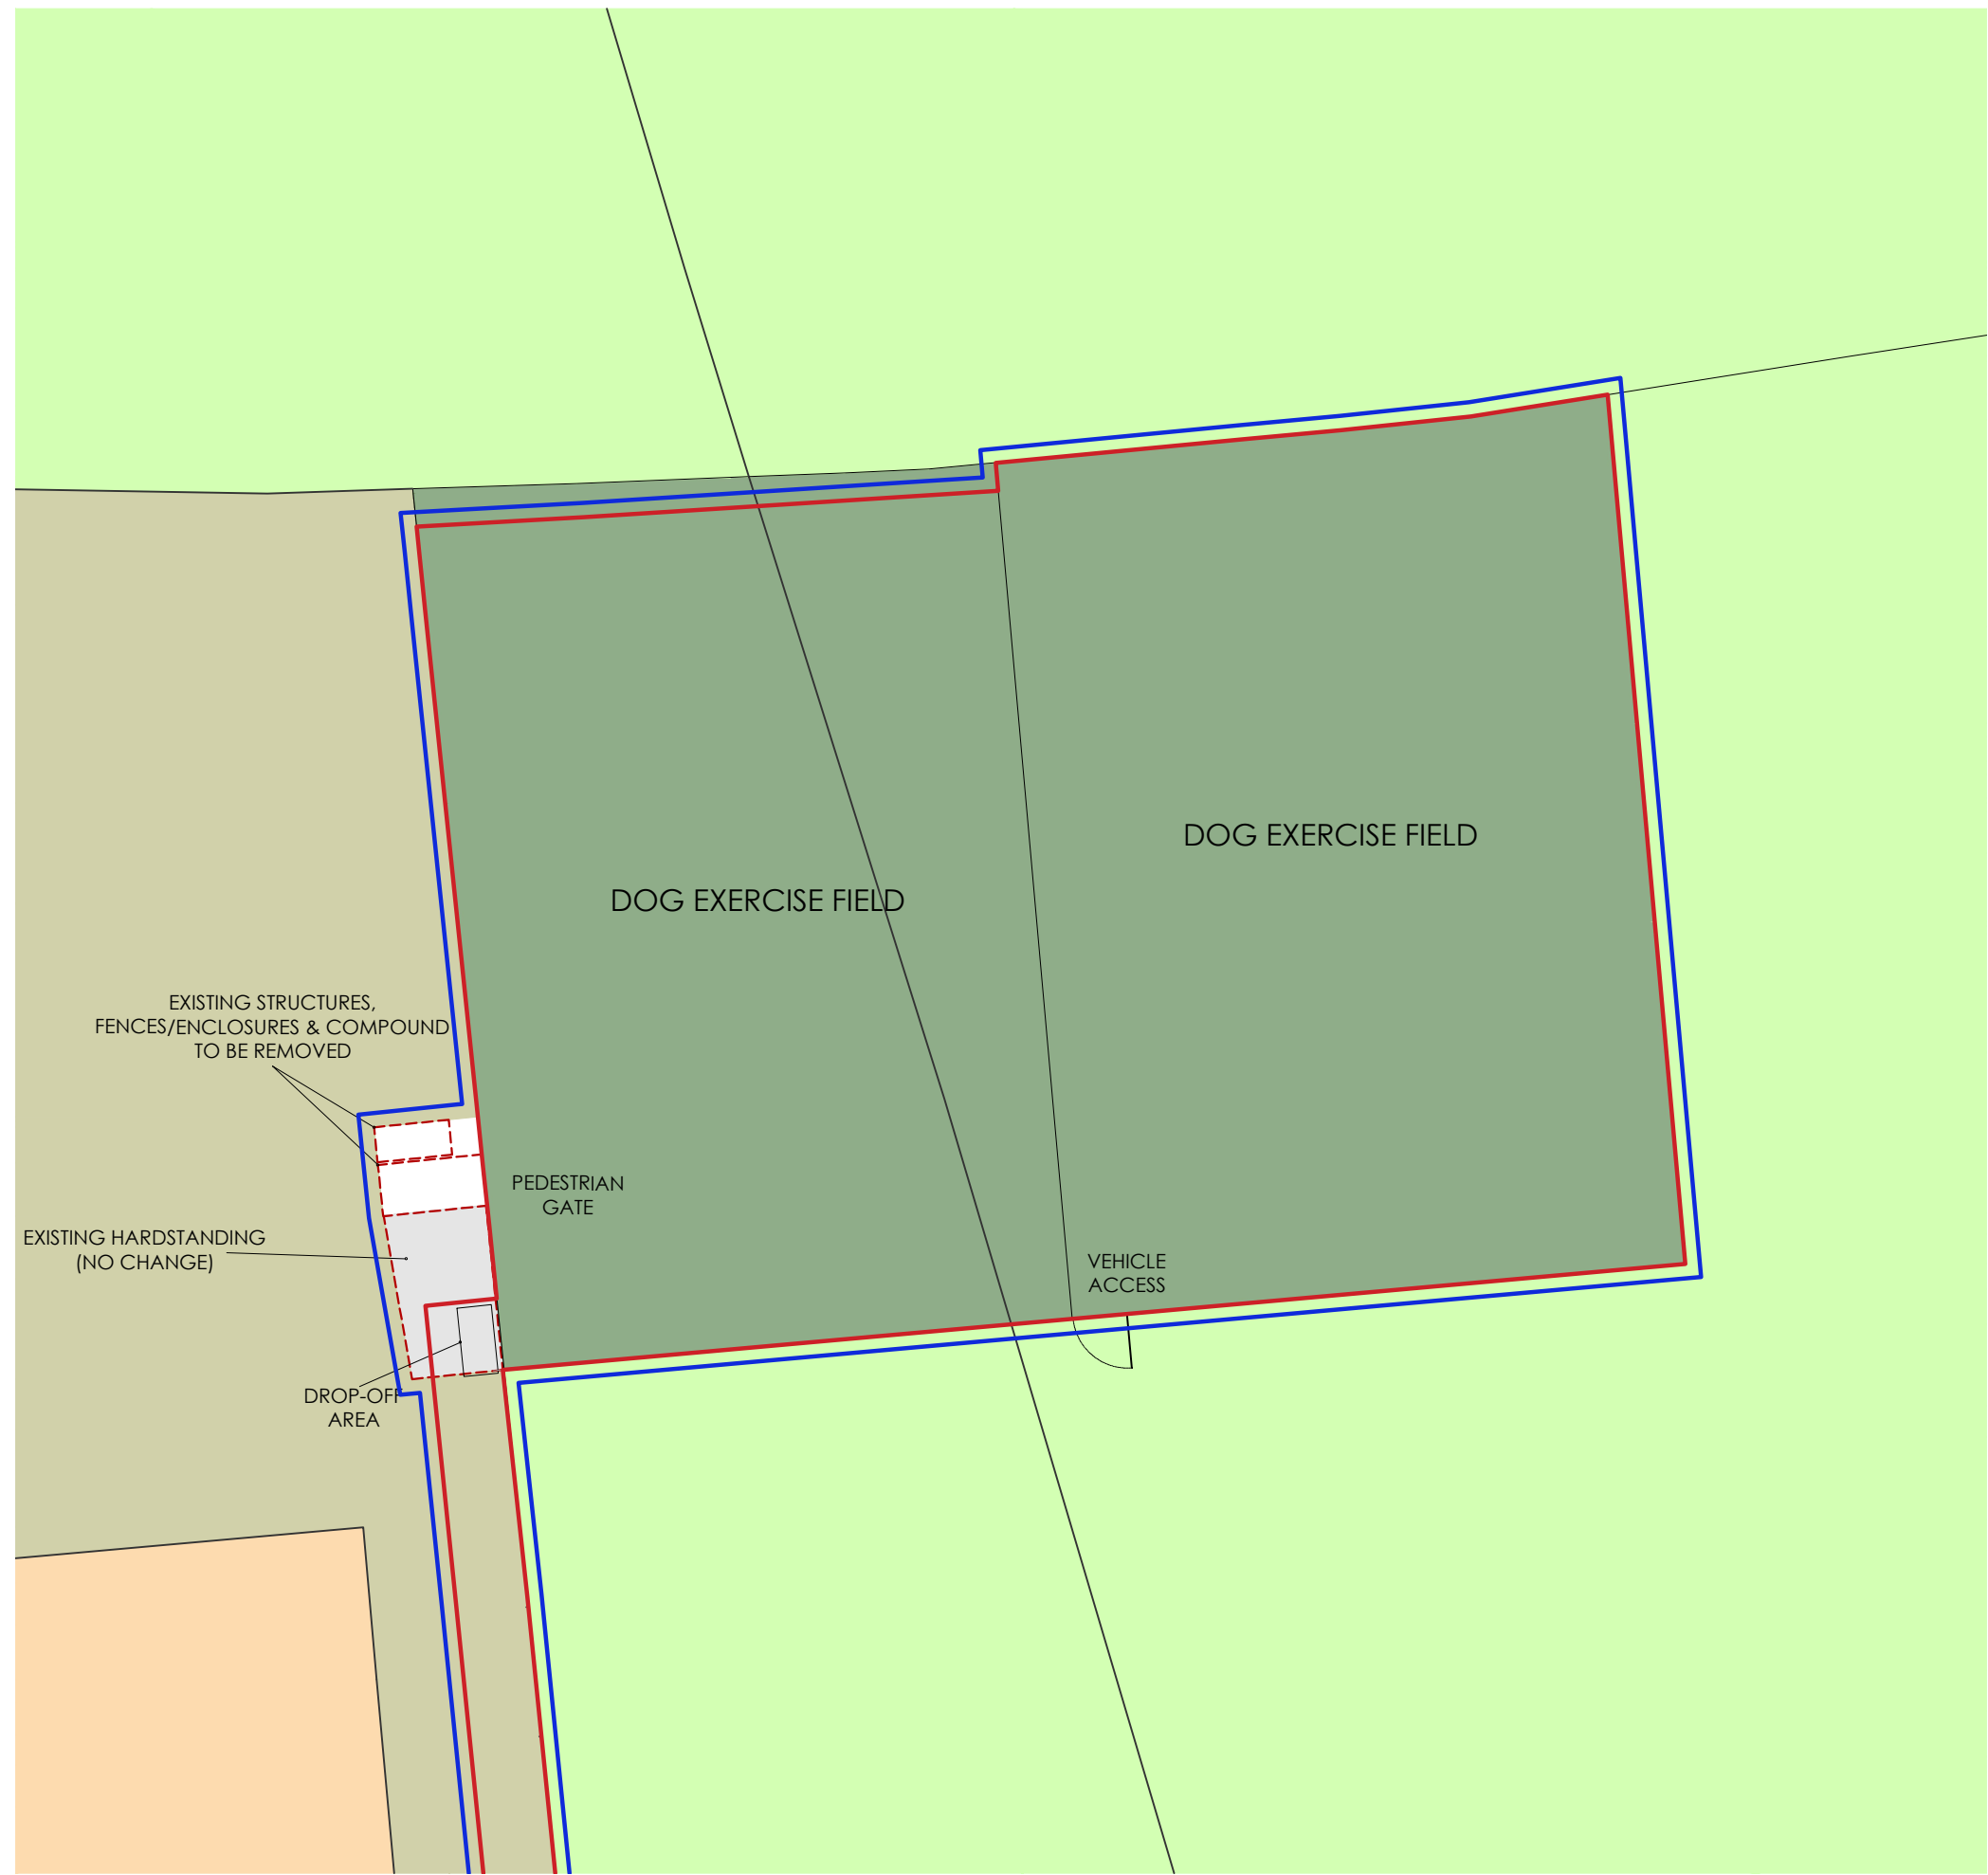 DOG EXERCISE FIELD
DOG EXERCISE FIELD
EXISTING STRUCTURES,
FENCES/ENCLOSURES & COMPOUND
TO BE REMOVED
PEDESTRIAN
GATE
EXISTING HARDSTANDING
(NO CHANGE)
VEHICLE
ACCESS
DROP-OFF
AREA